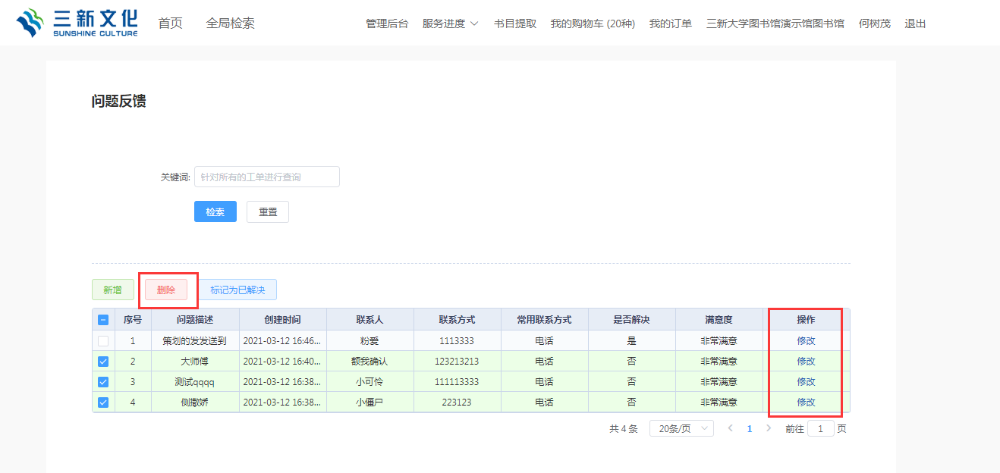 三新文化
SUNSHINE CULTURE
首页 全局检索 管理后台 服务进度 书目提取 我的购物车 (20种) 我的订单 三新大学图书馆演示馆图书馆 何树茂 退出
问题反馈
关键词: 针对所有的工单进行查询
检索 重置
新增 删除 标记为已解决
序号 问题描述 创建时间 联系人 联系方式 常用联系方式 是否解决 满意度 操作
1 策划的发发送到 2021-03-12 16:46... 粉爱 1113333 电话 是 非常满意 修改
2 大师傅 2021-03-12 16:40... 额我确认 123213213 电话 否 非常满意 修改
3 测试qqqq 2021-03-12 16:38... 小可怜 111113333 电话 否 非常满意 修改
4 侧撒娇 2021-03-12 16:38... 小僵尸 223123 电话 否 非常满意 修改
共 4 条 20条/页 1 前往 1 页